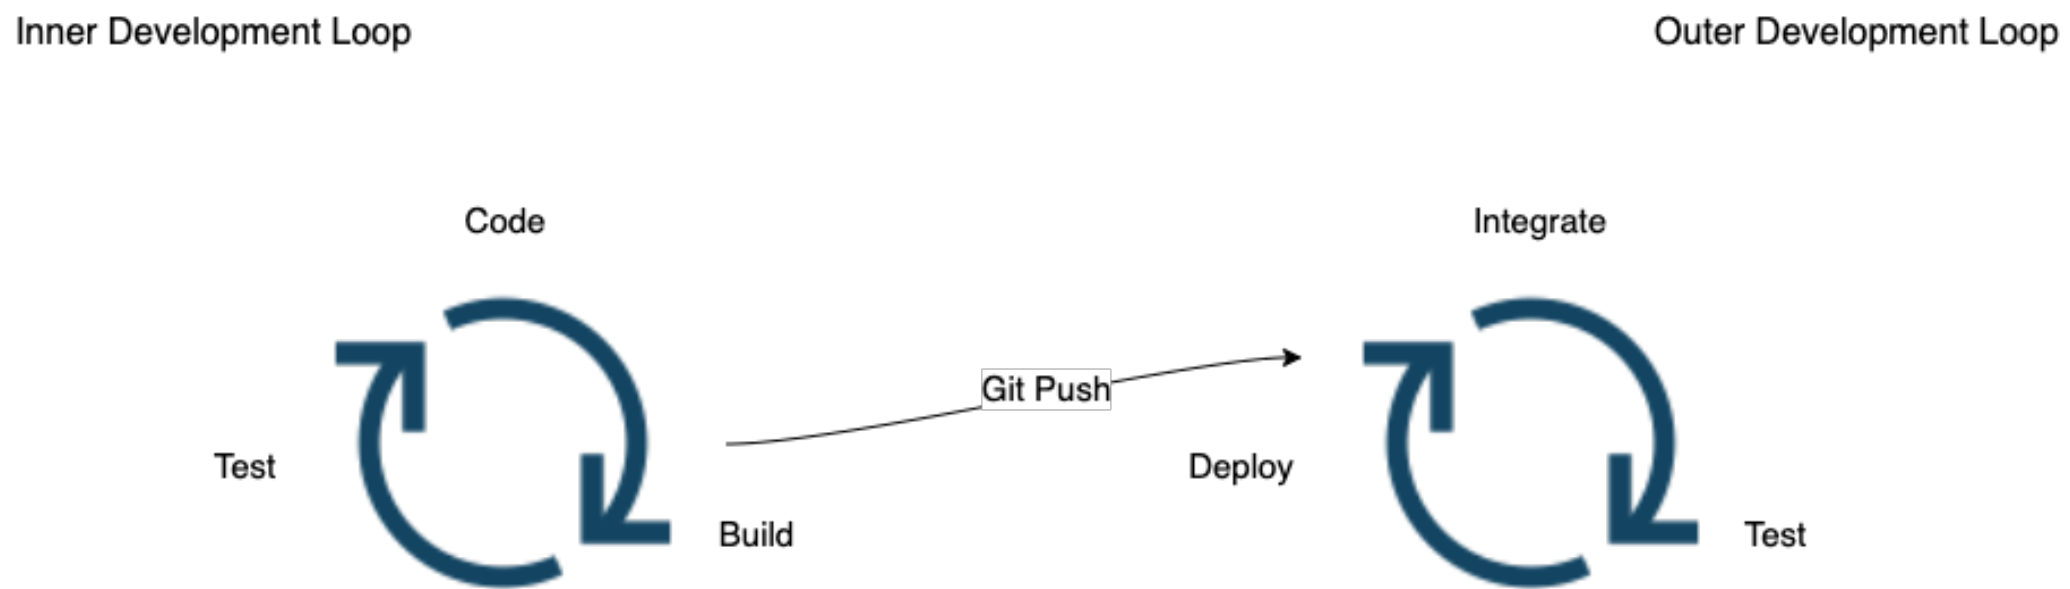 Inner Development Loop
Outer Development Loop
Code
Integrate
Git Push
Test
Deploy
Build
Test